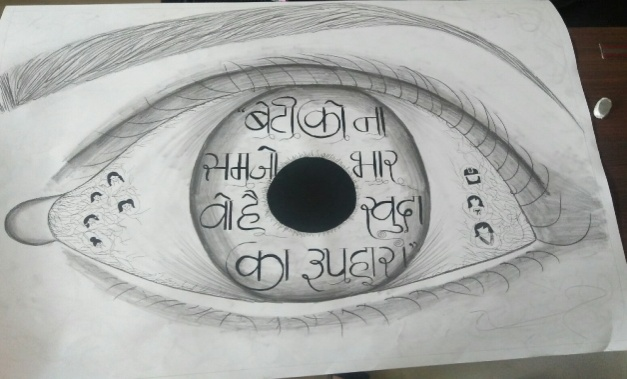 "बेटी को ना
समजो भार
वो है खुदा
का उपहार।"